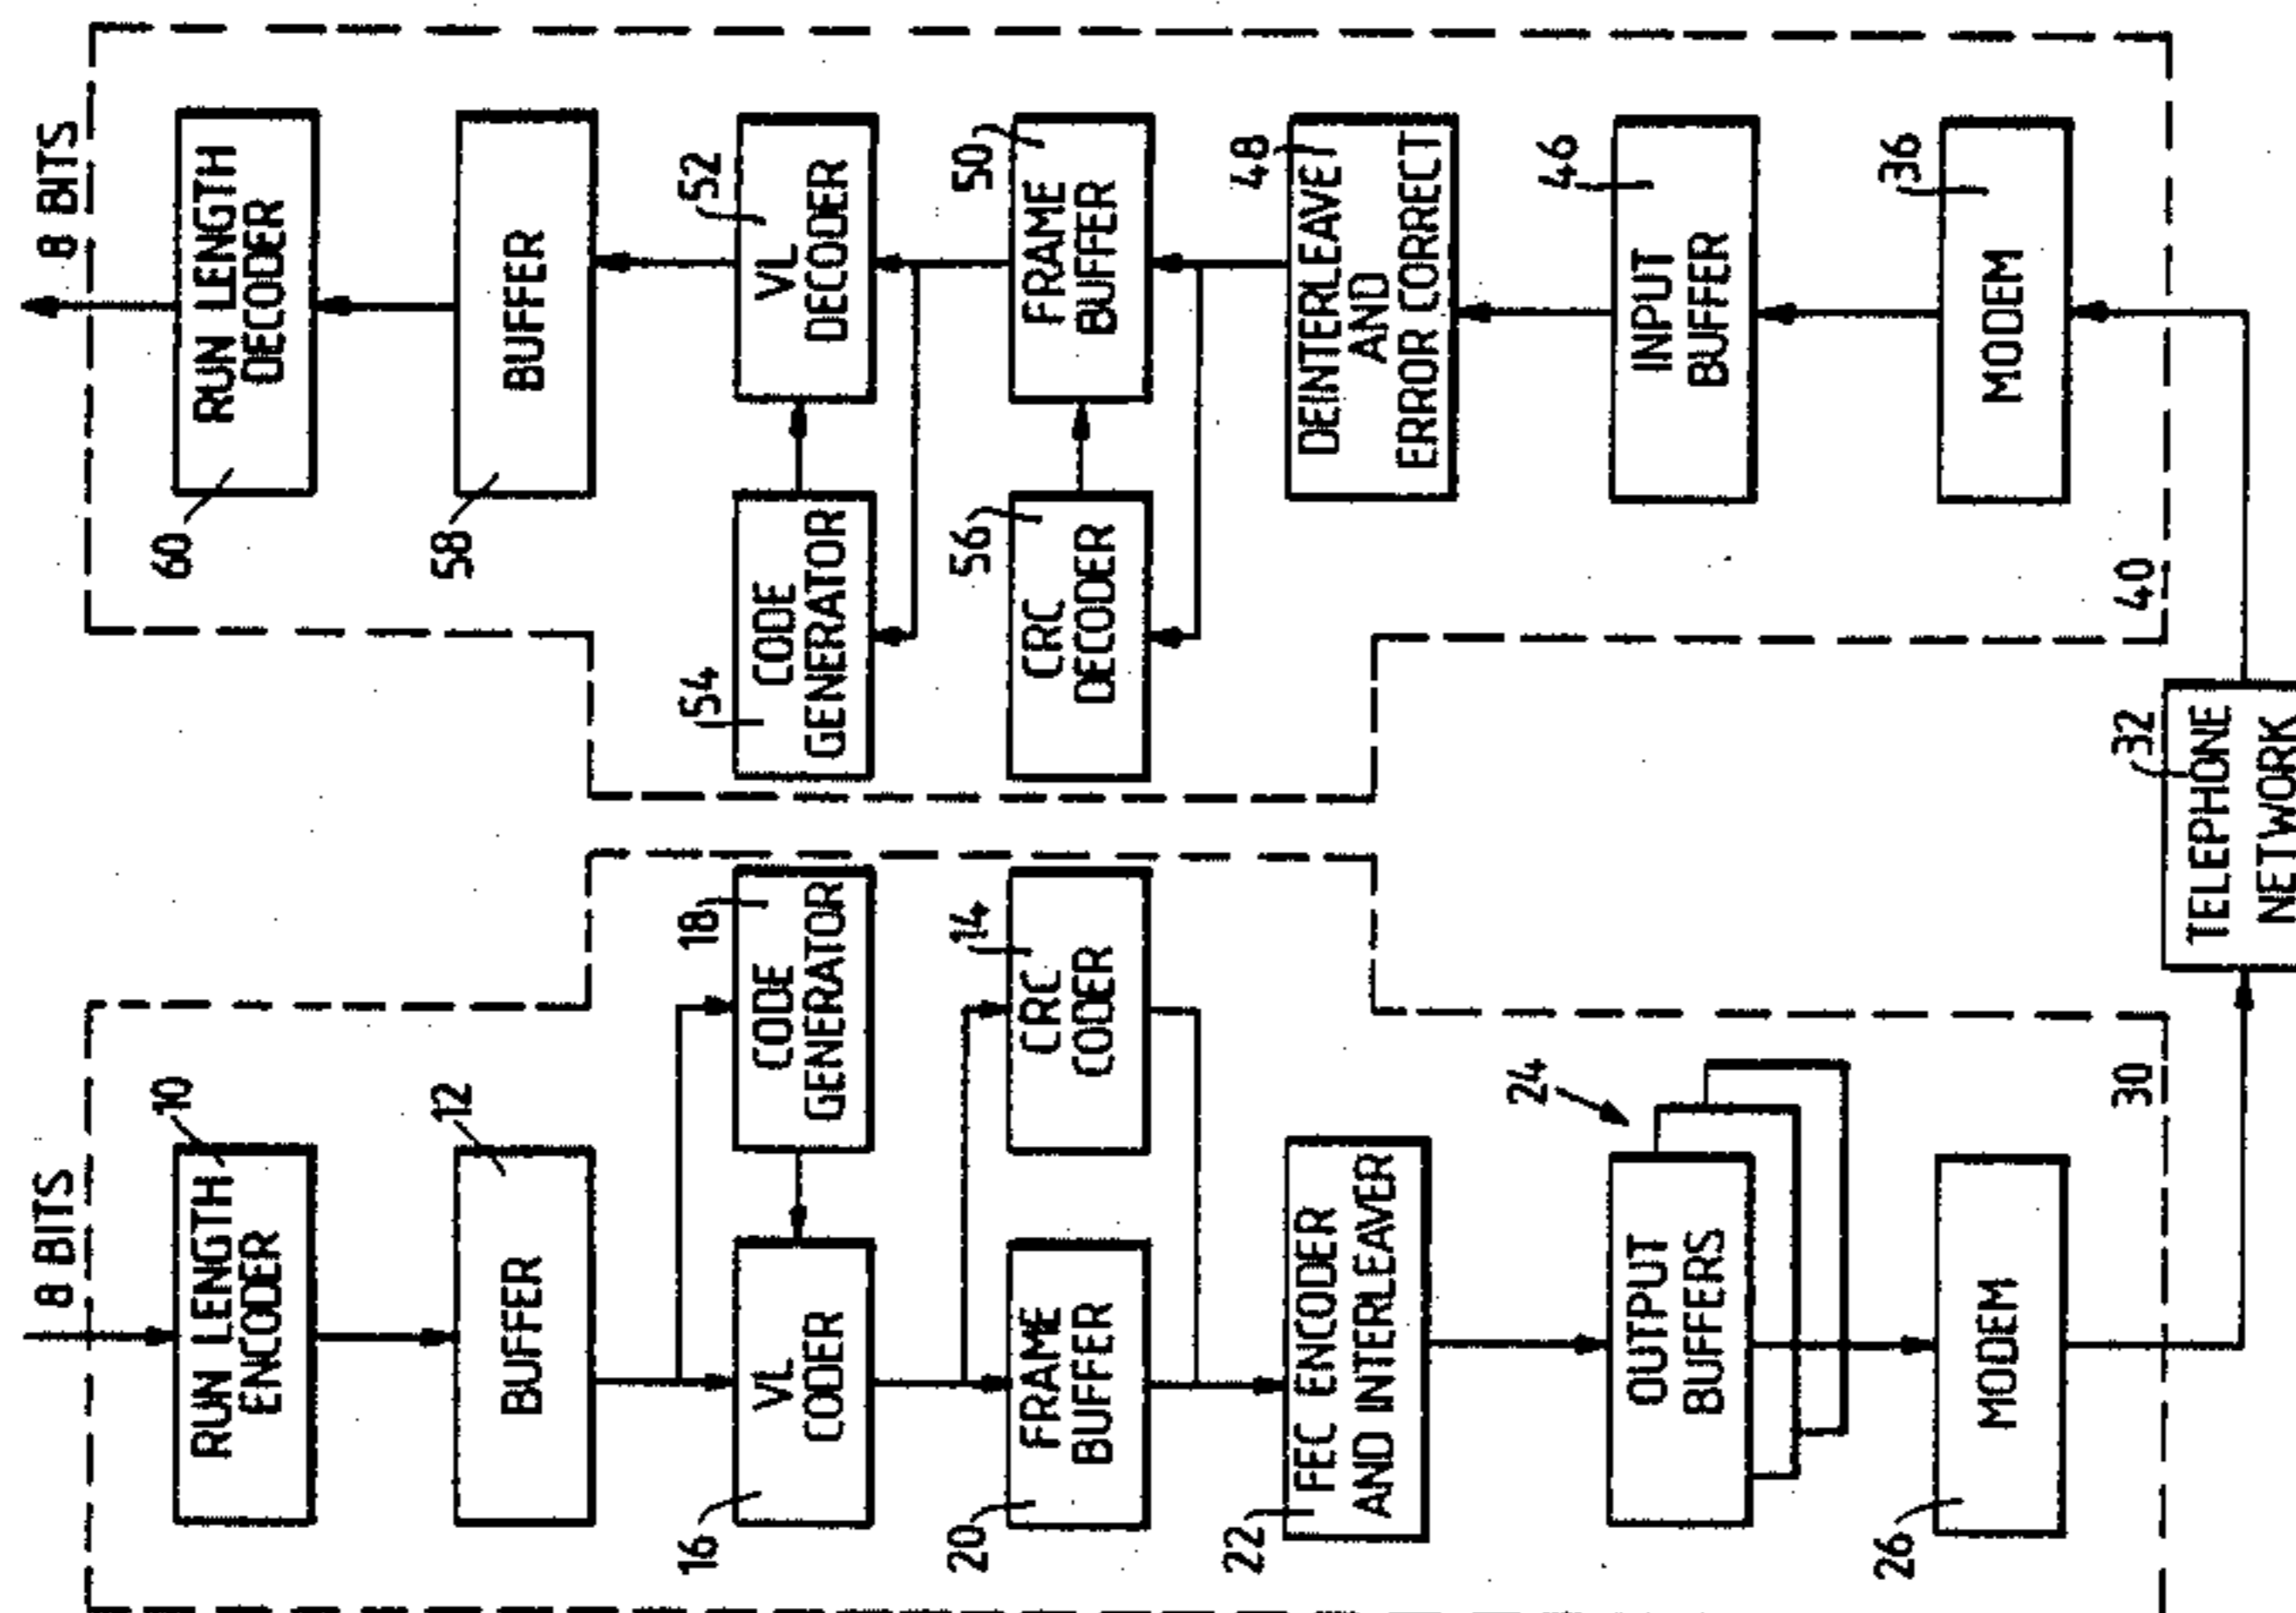 8 BITS
10
RUN LENGTH
ENCODER
12
BUFFER
16
VL
CODER
18
CODE
GENERATOR
20
FRAME
BUFFER
14
CRC
CODER
22
FEC ENCODER
AND INTERLEAVER
24
OUTPUT
BUFFERS
26
MODEM
30
32
TELEPHONE
NETWORK
8 BITS
60
RUN LENGTH
DECODER
58
BUFFER
54
CODE
GENERATOR
52
VL
DECODER
56
CRC
DECODER
50
FRAME
BUFFER
48
DEINTERLEAVE
AND
ERROR CORRECT
46
INPUT
BUFFER
36
MODEM
40